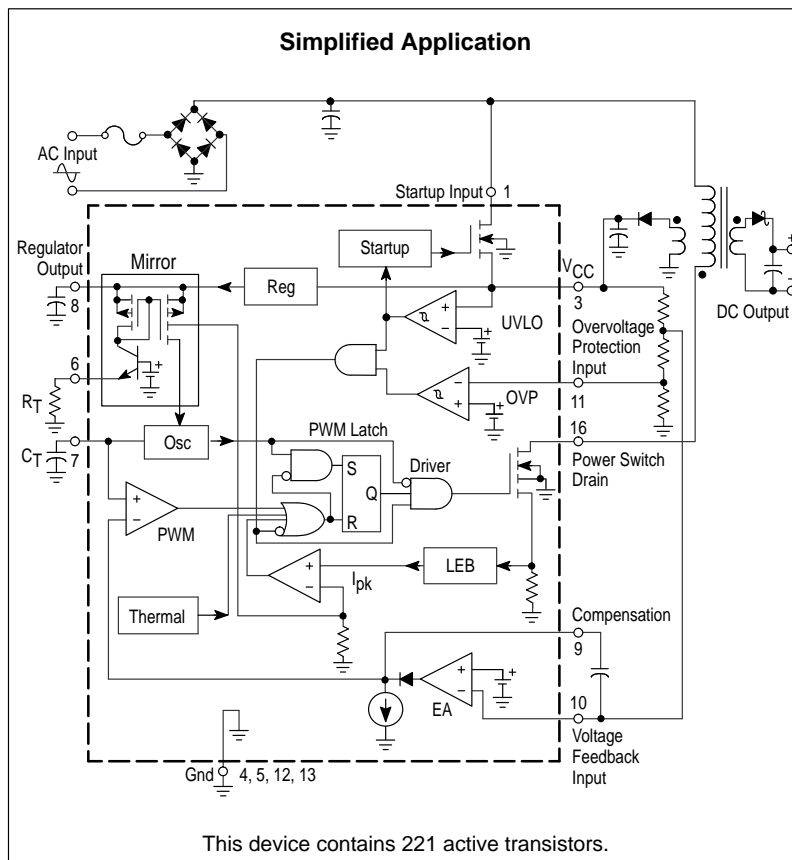 Simplified Application
AC Input
Startup Input
1
Regulator
Output
8
Mirror
Startup
Reg
VCC
3
+
−
DC Output
+
−
UVLO
+
Overvoltage
Protection
Input
11
6
+
−
+
OVP
+
RT
16
Power Switch
Drain
CT
7
Osc
PWM Latch
S
Q
R
Driver
+
−
PWM
Ipk
+
−
LEB
Thermal
Compensation
9
+
−
+
EA
10
Voltage
Feedback
Input
Gnd
4, 5, 12, 13
This device contains 221 active transistors.